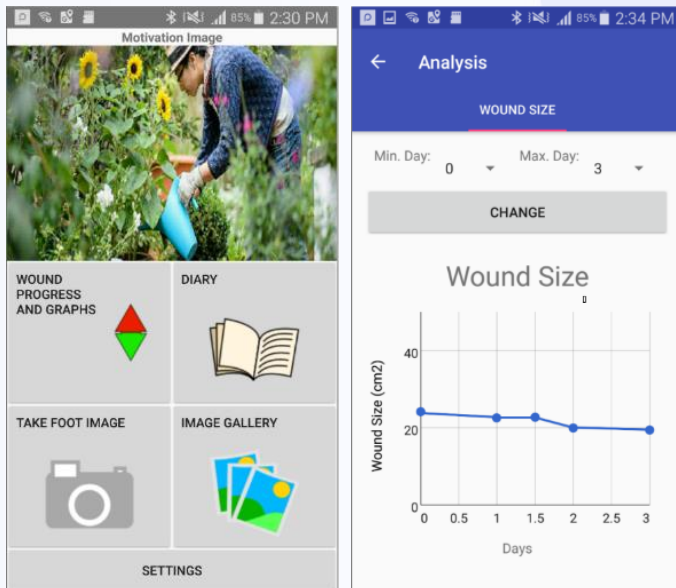 85% 2:30 PM
Motivation Image
WOUND
PROGRESS
AND GRAPHS
DIARY
TAKE FOOT IMAGE
IMAGE GALLERY
SETTINGS
85% 2:34 PM
Analysis
WOUND SIZE
Min. Day: 0 Max. Day: 3
CHANGE
Wound Size
Wound Size (cm2)
40
20
0
0 0.5 1 1.5 2 2.5 3
Days